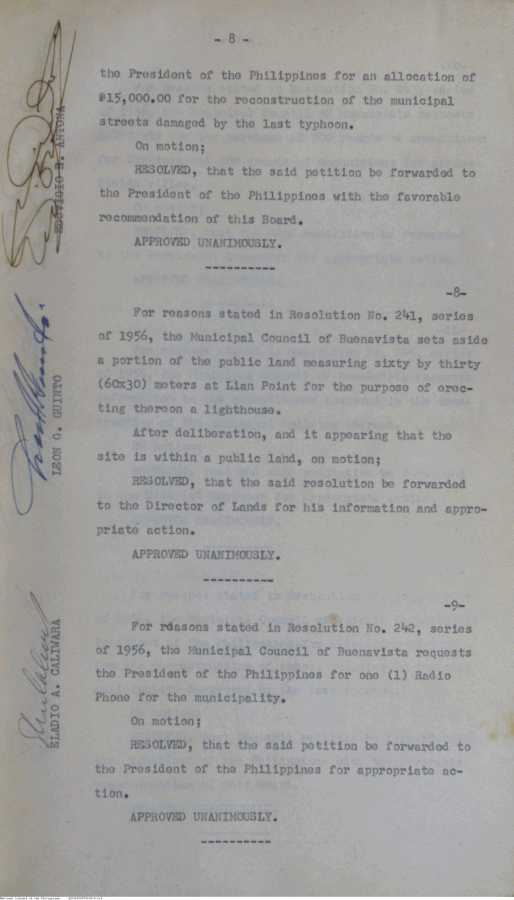 - 8 -
the President of the Philippines for an allocation of
₱15,000.00 for the reconstruction of the municipal
streets damaged by the last typhoon.
On motion;
RESOLVED, that the said petition be forwarded to
the President of the Philippines with the favorable
recommendation of this Board.
APPROVED UNANIMOUSLY.
-----------
-8-
For reasons stated in Resolution No. 241, series
of 1956, the Municipal Council of Buenavista sets aside
a portion of the public land measuring sixty by thirty
(60x30) meters at Lian Point for the purpose of erec-
ting thereon a lighthouse.
After deliberation, and it appearing that the
site is within a public land, on motion;
RESOLVED, that the said resolution be forwarded
to the Director of Lands for his information and appro-
priate action.
APPROVED UNANIMOUSLY.
-----------
-9-
For reasons stated in Resolution No. 242, series
of 1956, the Municipal Council of Buenavista requests
the President of the Philippines for one (1) Radio
Phone for the municipality.
On motion;
RESOLVED, that the said petition be forwarded to
the President of the Philippines for appropriate ac-
tion.
APPROVED UNANIMOUSLY.
-----------
R. ANTONA
LEON G. GUINTO
ELADIO A. CALIWARA